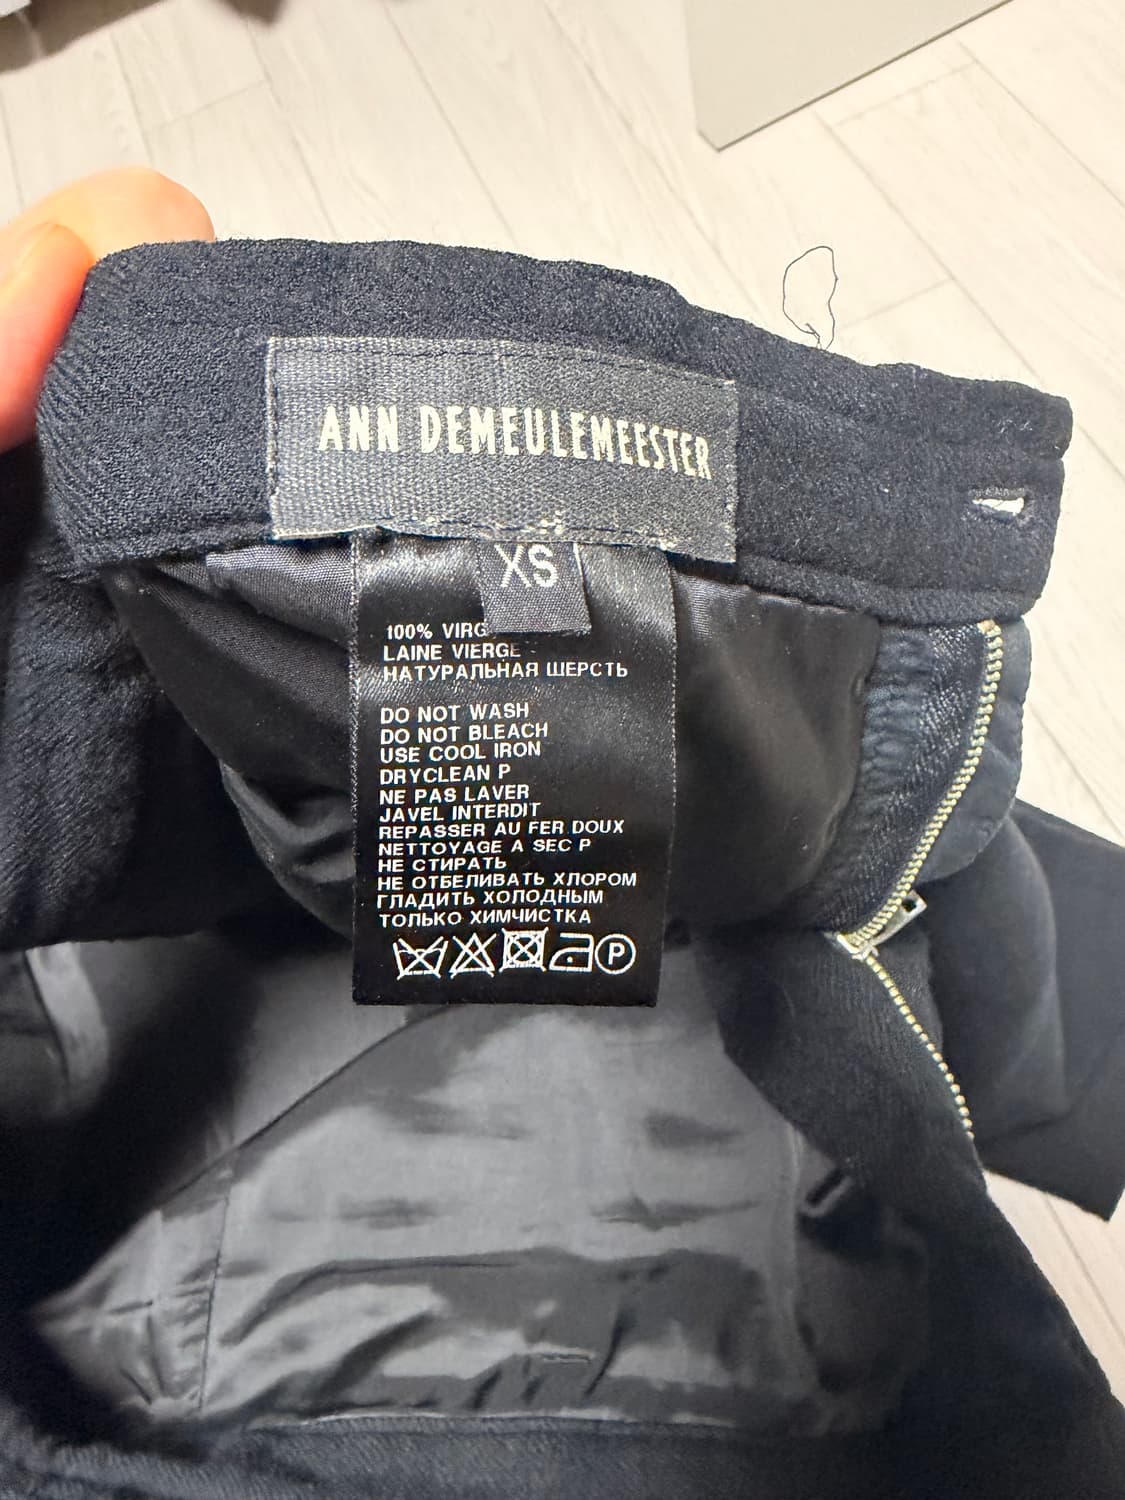 ANN DEMEULEMEESTER
XS
100%
LAINE VIERGE
НАТУРАЛЬНАЯ ШЕРСТЬ
DO NOT WASH
DO NOT BLEACH
USE COOL IRON
DRYCLEAN P
NE PAS LAVER
JAVEL INTERDIT
REPASSER AU FER DOUX
NETTOYAGE A SEC P
НЕ СТИРАТЬ
НЕ ОТБЕЛИВАТЬ ХЛОРОМ
ГЛАДИТЬ ХОЛОДНЫМ
ТОЛЬКО ХИМЧИСТКА
P